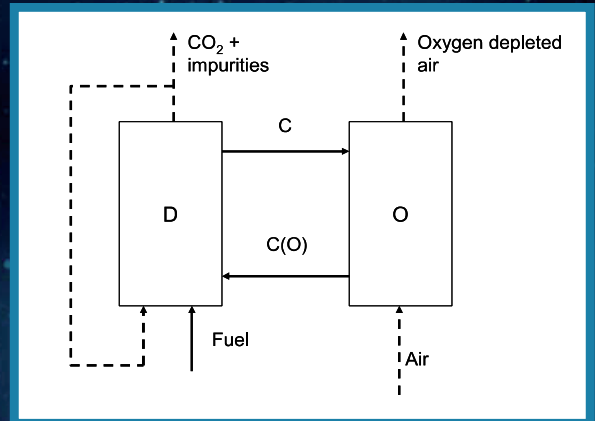 CO₂ +
impurities
Oxygen depleted
air
C
D
O
C(O)
Fuel
Air